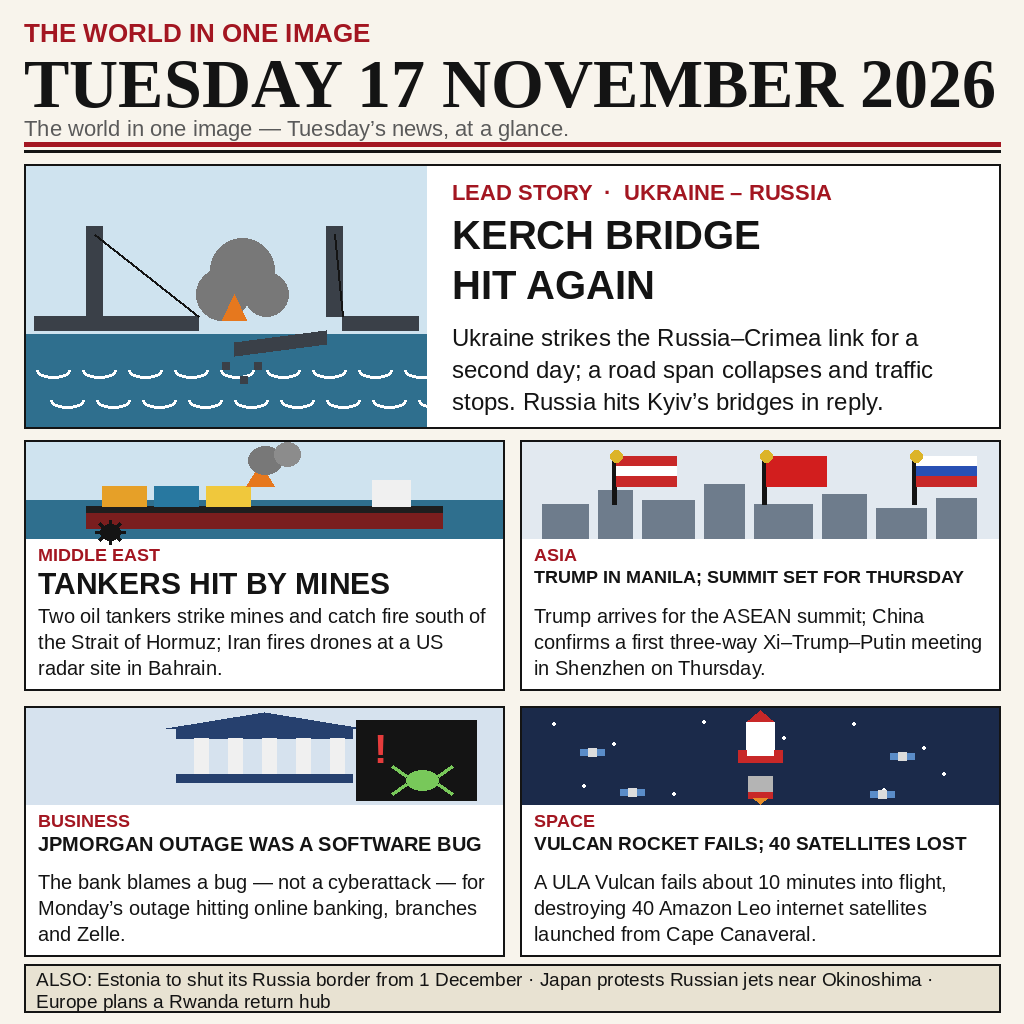 THE WORLD IN ONE IMAGE
TUESDAY 17 NOVEMBER 2026
The world in one image — Tuesday’s news, at a glance.
LEAD STORY · UKRAINE – RUSSIA
KERCH BRIDGE
HIT AGAIN
Ukraine strikes the Russia–Crimea link for a
second day; a road span collapses and traffic
stops. Russia hits Kyiv’s bridges in reply.
MIDDLE EAST
TANKERS HIT BY MINES
Two oil tankers strike mines and catch fire south of
the Strait of Hormuz; Iran fires drones at a US
radar site in Bahrain.
ASIA
TRUMP IN MANILA; SUMMIT SET FOR THURSDAY
Trump arrives for the ASEAN summit; China
confirms a first three-way Xi–Trump–Putin meeting
in Shenzhen on Thursday.
!
BUSINESS
JPMORGAN OUTAGE WAS A SOFTWARE BUG
The bank blames a bug — not a cyberattack — for
Monday’s outage hitting online banking, branches
and Zelle.
SPACE
VULCAN ROCKET FAILS; 40 SATELLITES LOST
A ULA Vulcan fails about 10 minutes into flight,
destroying 40 Amazon Leo internet satellites
launched from Cape Canaveral.
ALSO: Estonia to shut its Russia border from 1 December · Japan protests Russian jets near Okinoshima ·
Europe plans a Rwanda return hub